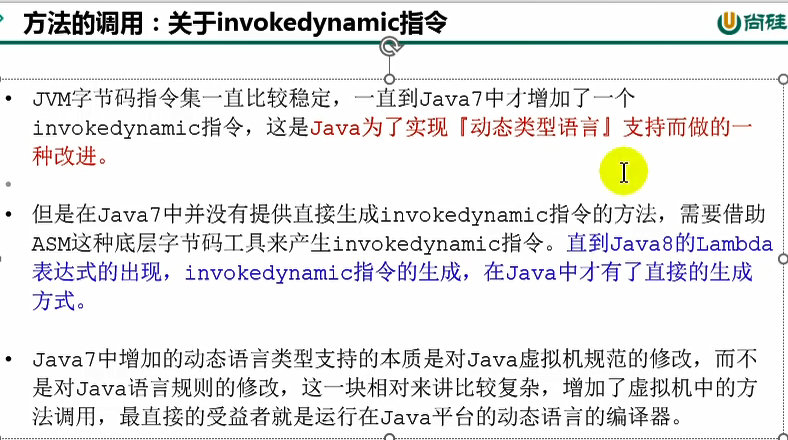 方法的调用：关于invokedynamic指令
尚硅
• JVM字节码指令集一直比较稳定，一直到Java7中才增加了一个
invokedynamic指令，这是Java为了实现『动态类型语言』支持而做的一
种改进。
• 但是在Java7中并没有提供直接生成invokedynamic指令的方法，需要借助
ASM这种底层字节码工具来产生invokedynamic指令。直到Java8的Lambda
表达式的出现，invokedynamic指令的生成，在Java中才有了直接的生成
方式。
• Java7中增加的动态语言类型支持的本质是对Java虚拟机规范的修改，而不
是对Java语言规则的修改，这一块相对来讲比较复杂，增加了虚拟机中的方
法调用，最直接的受益者就是运行在Java平台的动态语言的编译器。